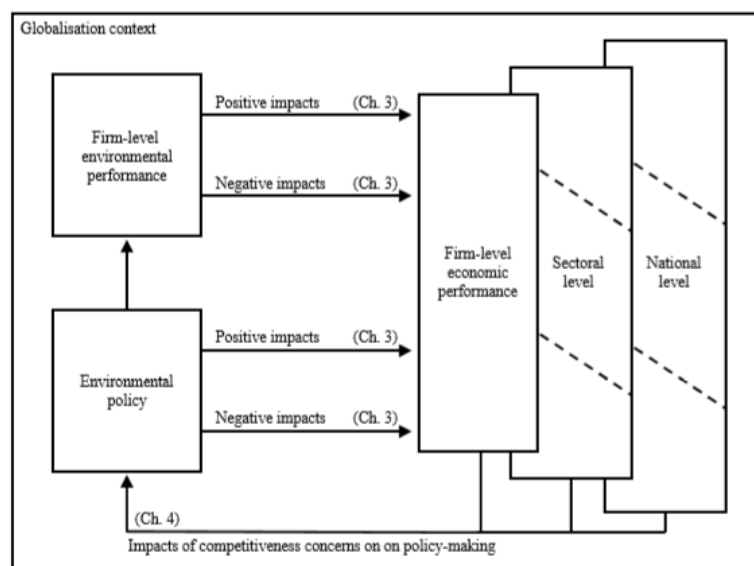 Globalisation context
Positive impacts (Ch. 3)
Firm-level
environmental
performance
Negative impacts (Ch. 3)
Firm-level
economic
performance
Sectoral
level
National
level
Positive impacts (Ch. 3)
Environmental
policy
Negative impacts (Ch. 3)
(Ch. 4)
Impacts of competitiveness concerns on on policy-making